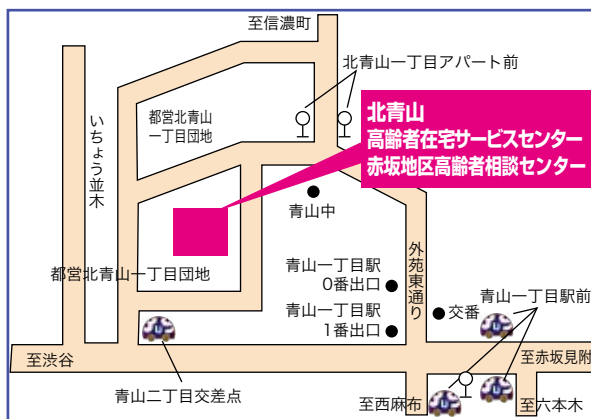 至信濃町
北青山一丁目アパート前
北青山
高齢者在宅サービスセンター
赤坂地区高齢者相談センター
都営北青山
一丁目団地
いちょう並木
青山中
都営北青山一丁目団地
青山一丁目駅
0番出口
外苑東通り
青山一丁目駅
1番出口
交番
青山一丁目駅前
至渋谷
至赤坂見附
青山二丁目交差点
至西麻布
至六本木